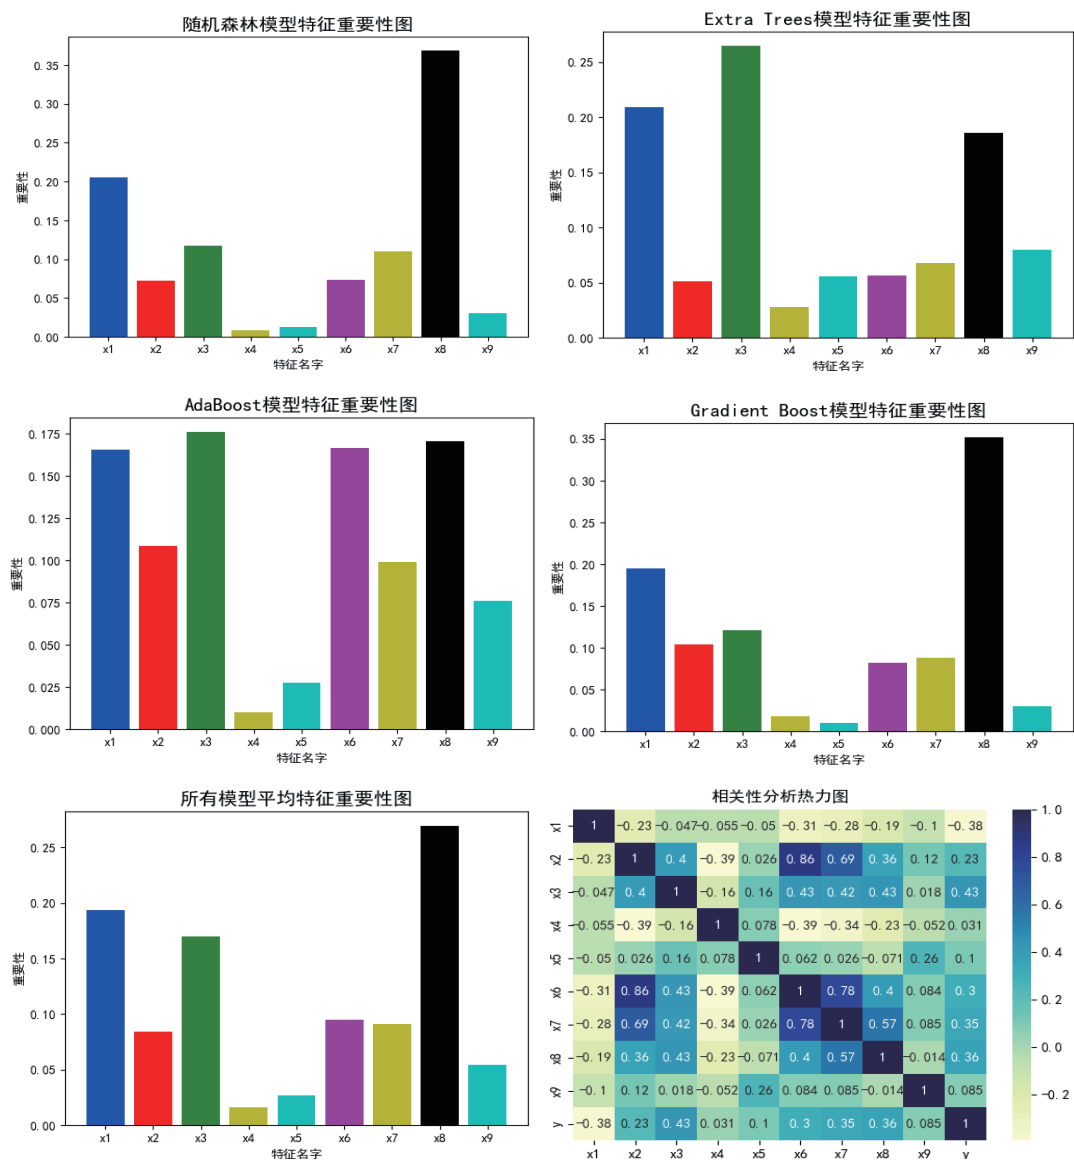 随机森林模型特征重要性图
0.35
0.30
0.25
0.20
0.15
0.10
0.05
0.00
重要性
x1 x2 x3 x4 x5 x6 x7 x8 x9
特征名字
Extra Trees模型特征重要性图
0.25
0.20
0.15
0.10
0.05
0.00
重要性
x1 x2 x3 x4 x5 x6 x7 x8 x9
特征名字
AdaBoost模型特征重要性图
0.175
0.150
0.125
0.100
0.075
0.050
0.025
0.000
重要性
x1 x2 x3 x4 x5 x6 x7 x8 x9
特征名字
Gradient Boost模型特征重要性图
0.35
0.30
0.25
0.20
0.15
0.10
0.05
0.00
重要性
x1 x2 x3 x4 x5 x6 x7 x8 x9
特征名字
所有模型平均特征重要性图
0.25
0.20
0.15
0.10
0.05
0.00
重要性
x1 x2 x3 x4 x5 x6 x7 x8 x9
特征名字
相关性分析热力图
x1 1 -0.23 -0.047 -0.055 -0.05 -0.31 -0.28 -0.19 -0.1 -0.38
x2 -0.23 1 0.4 -0.39 0.026 0.86 0.69 0.36 0.12 0.23
x3 -0.047 0.4 1 -0.16 0.16 0.43 0.42 0.43 0.018 0.43
x4 -0.055 -0.39 -0.16 1 0.078 -0.39 -0.34 -0.23 -0.052 0.031
x5 -0.05 0.026 0.16 0.078 1 0.062 0.026 -0.071 0.26 0.1
x6 -0.31 0.86 0.43 -0.39 0.062 1 0.78 0.4 0.084 0.3
x7 -0.28 0.69 0.42 -0.34 0.026 0.78 1 0.57 0.085 0.35
x8 -0.19 0.36 0.43 -0.23 -0.071 0.4 0.57 1 -0.014 0.36
x9 -0.1 0.12 0.018 -0.052 0.26 0.084 0.085 -0.014 1 0.085
y -0.38 0.23 0.43 0.031 0.1 0.3 0.35 0.36 0.085 1
x1 x2 x3 x4 x5 x6 x7 x8 x9 y
1.0
0.8
0.6
0.4
0.2
0.0
-0.2